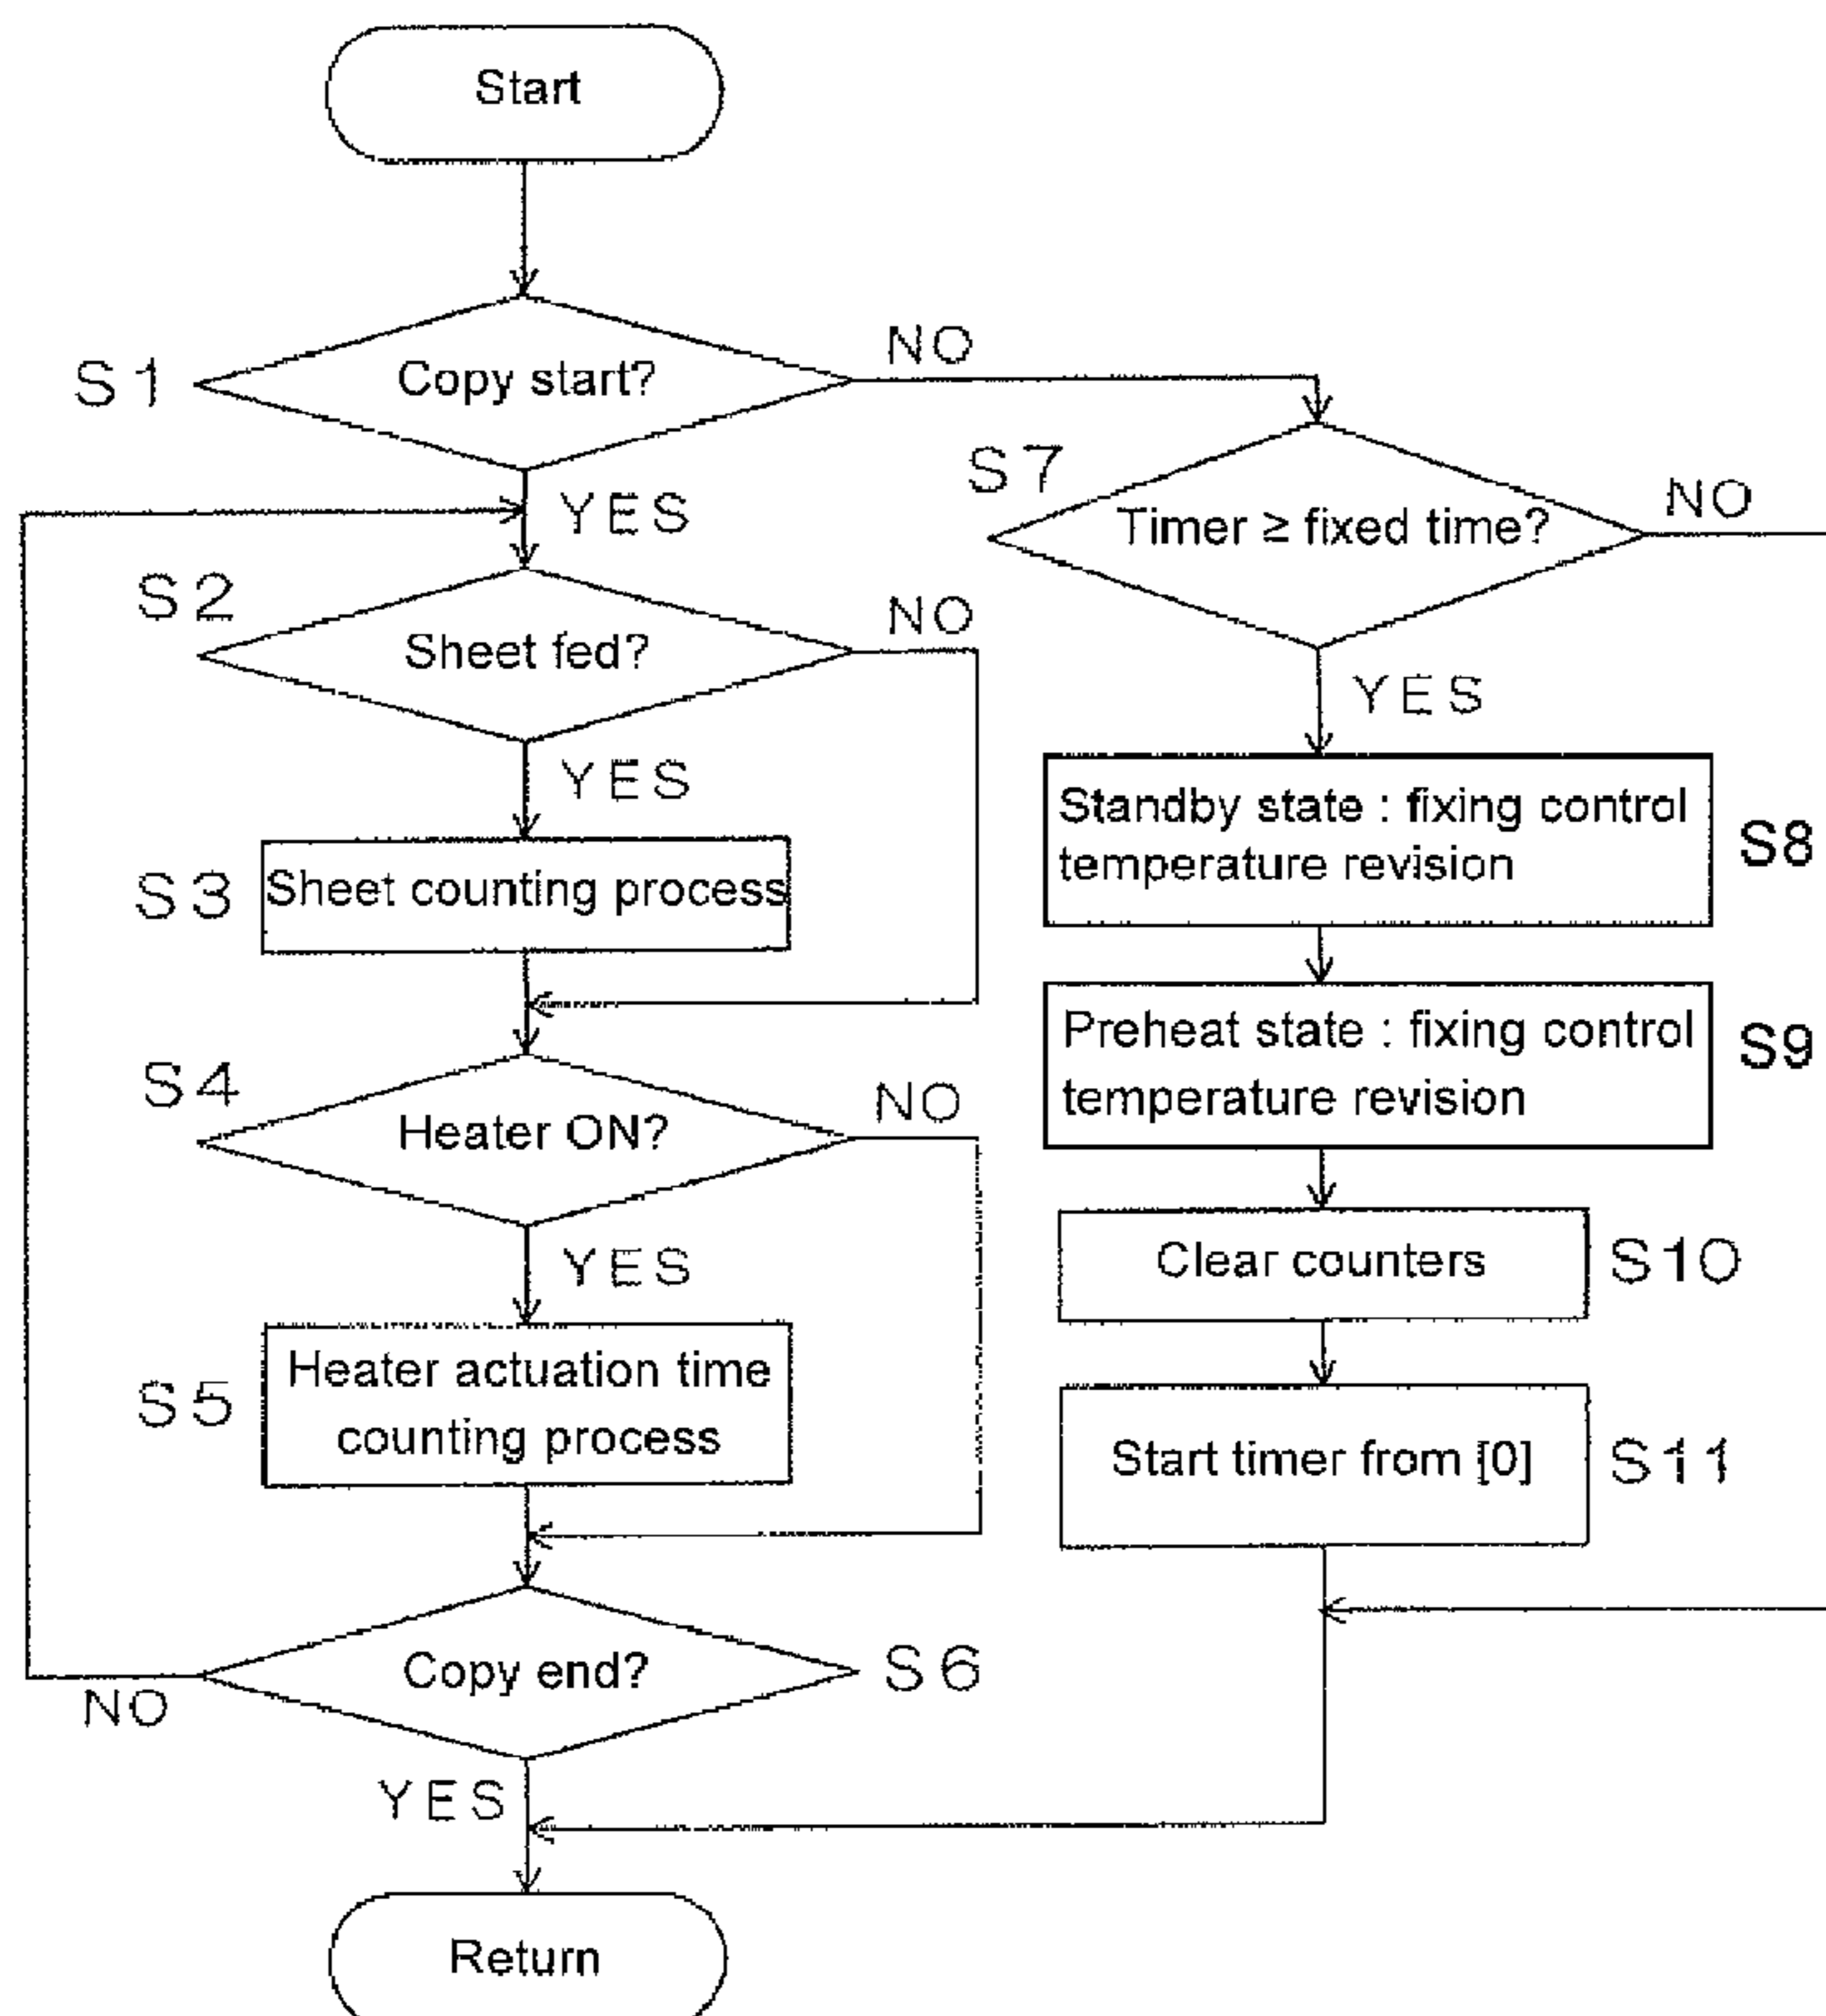 Start
S1
Copy start?
NO
YES
S2
Sheet fed?
NO
YES
S3
Sheet counting process
S4
Heater ON?
NO
YES
S5
Heater actuation time
counting process
Copy end?
S6
NO
YES
Return
S7
Timer ≥ fixed time?
NO
YES
Standby state : fixing control
temperature revision
S8
Preheat state : fixing control
temperature revision
S9
Clear counters
S10
Start timer from [0]
S11